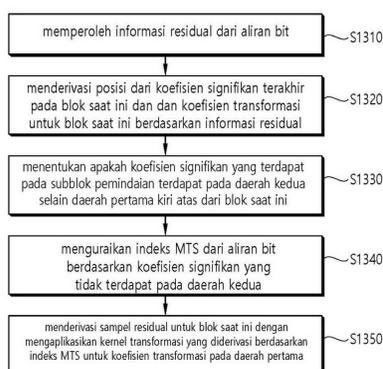 memperoleh informasi residual dari aliran bit
S1310
menderivasi posisi dari koefisien signifikan terakhir
pada blok saat ini dan dan koefisien transformasi
untuk blok saat ini berdasarkan informasi residual
S1320
menentukan apakah koefisien signifikan yang terdapat
pada subblok pemindaian terdapat pada daerah kedua
selain daerah pertama kiri atas dari blok saat ini
S1330
menguraikan indeks MTS dari aliran bit
berdasarkan koefisien signifikan yang
tidak terdapat pada daerah kedua
S1340
menderivasi sampel residual untuk blok saat ini dengan
mengaplikasikan kernel transformasi yang diderivasi berdasarkan
indeks MTS untuk koefisien transformasi pada daerah pertama
S1350